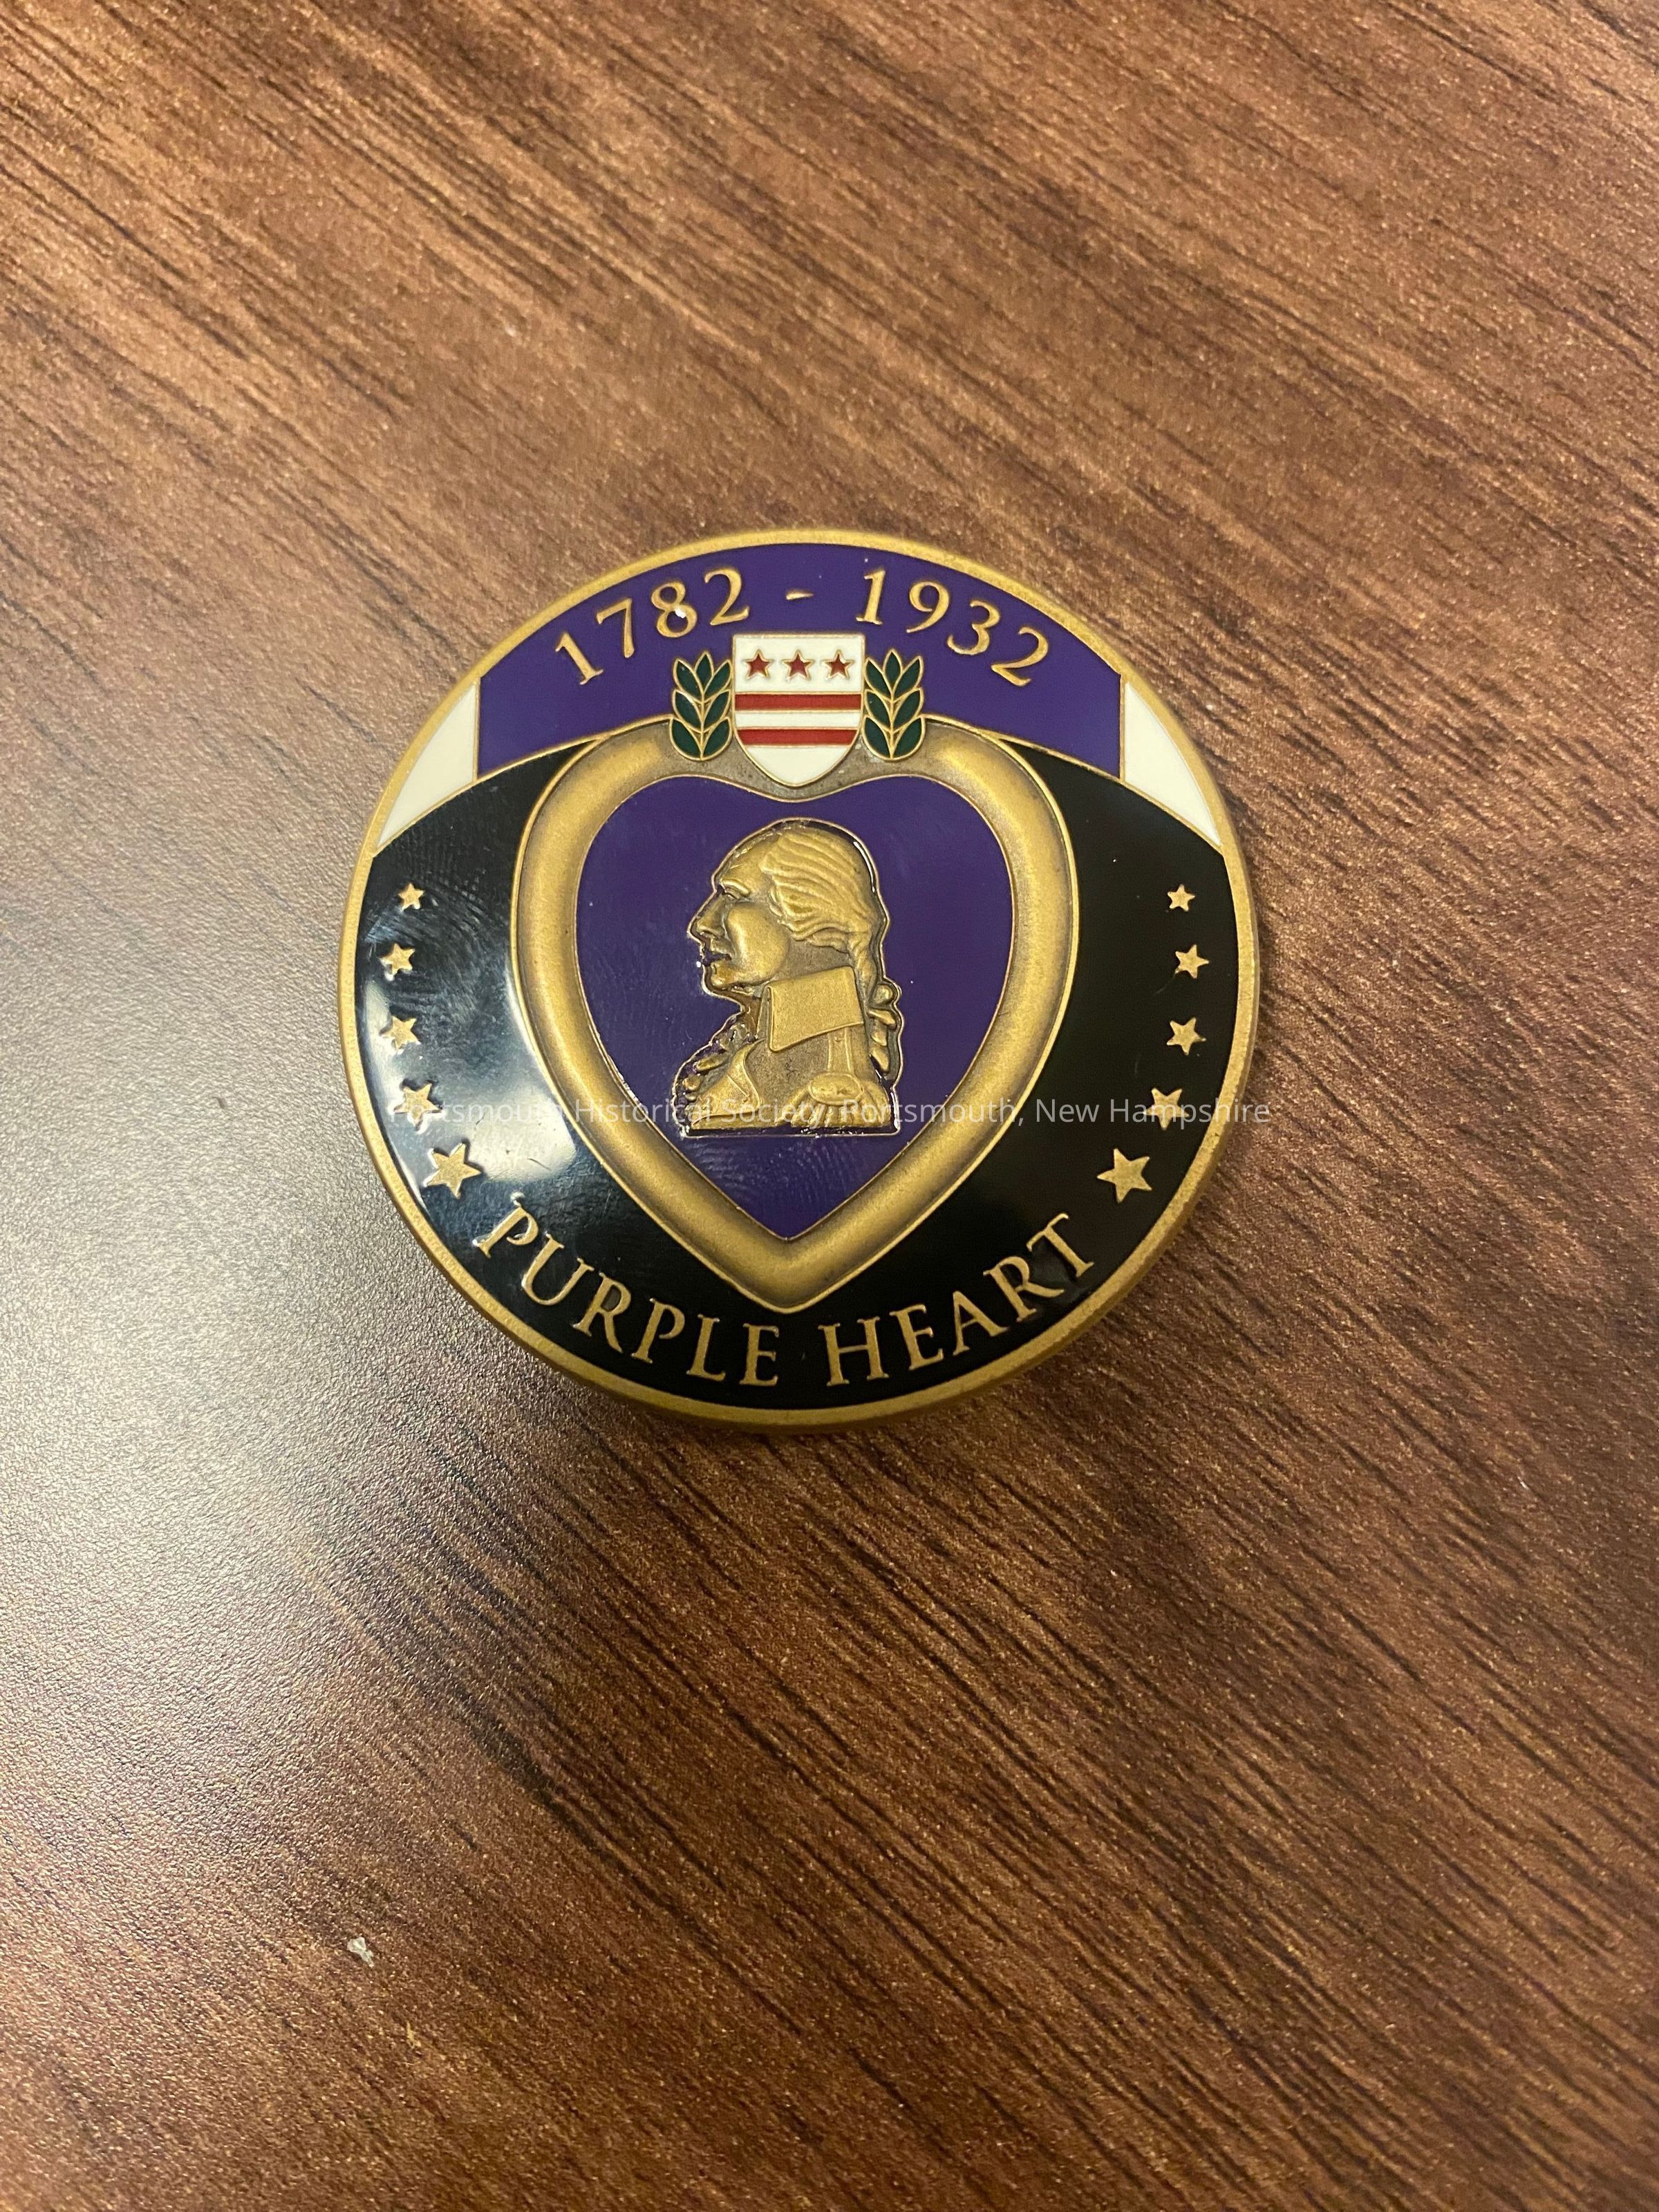 1782 - 1932
Portsmouth Historical Society, Portsmouth, New Hampshire
PURPLE HEART